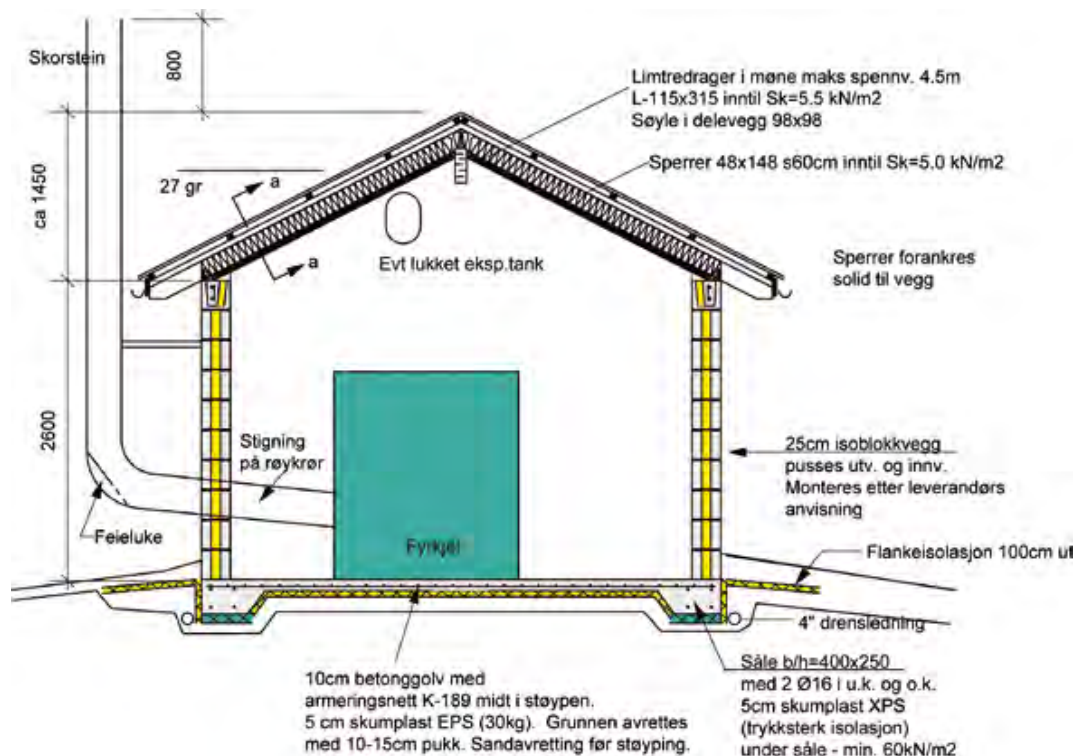 Skorstein
800
Limtredrager i møne maks spennv. 4.5m
L-115x315 inntil Sk=5.5 kN/m2
Søyle i delevegg 98x98
Sperrer 48x148 s60cm inntil Sk=5.0 kN/m2
ca 1450
27 gr
a
a
Evt lukket eksp.tank
Sperrer forankres
solid til vegg
2600
Stigning
på røykrør
25cm isoblokkvegg
pusses utv. og innv.
Monteres etter leverandørs
anvisning
Feieluke
Fyrkjel
Flankeisolasjon 100cm ut
4" drensledning
10cm betonggolv med
armeringsnett K-189 midt i støypen.
5 cm skumplast EPS (30kg). Grunnen avrettes
med 10-15cm pukk. Sandavretting før støyping.
Såle b/h=400x250
med 2 Ø16 i u.k. og o.k.
5cm skumplast XPS
(trykksterk isolasjon)
under såle - min. 60kN/m2